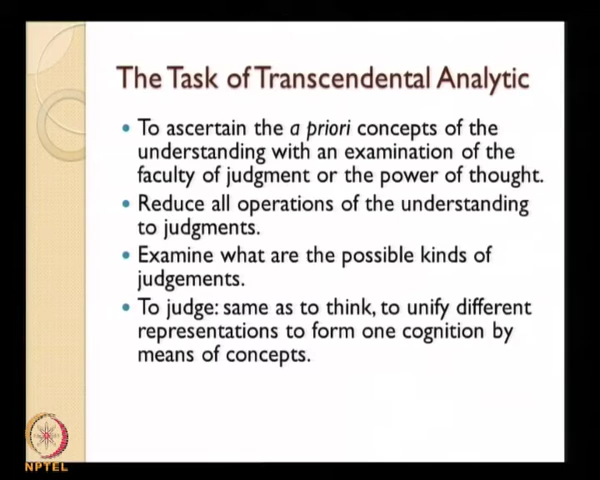 The Task of Transcendental Analytic
• To ascertain the a priori concepts of the
understanding with an examination of the
faculty of judgment or the power of thought.
• Reduce all operations of the understanding
to judgments.
• Examine what are the possible kinds of
judgements.
• To judge: same as to think, to unify different
representations to form one cognition by
means of concepts.
NPTEL